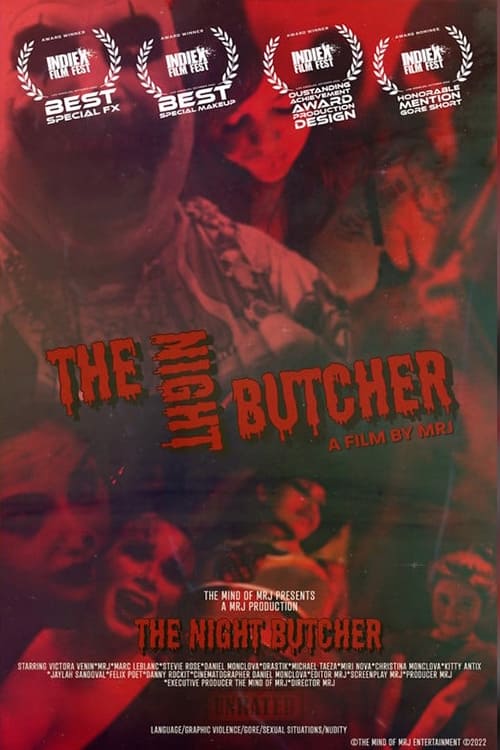 AWARD WINNER
INDIEX
FILM FEST
BEST
SPECIAL FX
AWARD WINNER
INDIEX
FILM FEST
BEST
SPECIAL MAKEUP
AWARD WINNER
INDIEX
FILM FEST
OUSTANDING
ACHIEVEMENT
AWARD
PRODUCTION
DESIGN
AWARD NOMINEE
INDIEX
FILM FEST
HONORABLE
MENTION
GORE SHORT
THE NIGHT BUTCHER
A FILM BY MRJ
THE MIND OF MRJ PRESENTS
A MRJ PRODUCTION
THE NIGHT BUTCHER
STARRING VICTORA VENIN*MRJ*MARC LEBLANC*STEVIE ROSE*DANIEL MONCLOVA*DRASTIK*MICHAEL TAEZA*MIRI NOVA*CHRISTINA MONCLOVA*KITTY ANTIX
*JAYLAH SANDOVAL*FELIX POET*DANNY ROCKIT*CINEMATOGRAPHER DANIEL MONCLOVA*EDITOR MRJ*SCREENPLAY MRJ*PRODUCER MRJ
*EXECUTIVE PRODUCER THE MIND OF MRJ*DIRECTOR MRJ
UNRATED
LANGUAGE/GRAPHIC VIOLENCE/GORE/SEXUAL SITUATIONS/NUDITY
©THE MIND OF MRJ ENTERTAINMENT ©2022